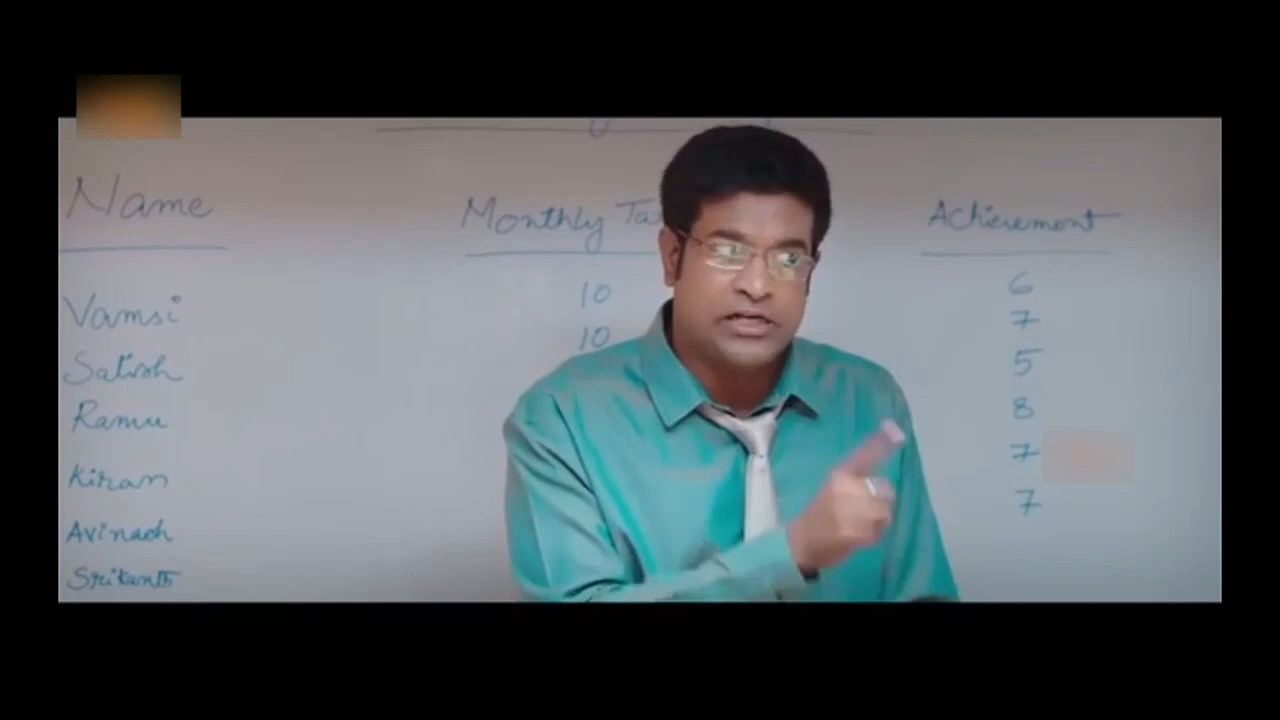 Name Monthly Ta Achievement
Vamsi 10 6
Satish 10 7
Ramu 5
Kiran 8
Avinash 7
Srikanth 7